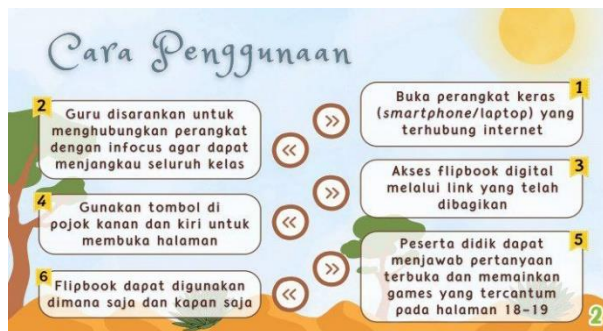 Cara Penggunaan
1
Buka perangkat keras
(smartphone/laptop) yang
terhubung internet
2
Guru disarankan untuk
menghubungkan perangkat
dengan infocus agar dapat
menjangkau seluruh kelas
3
Akses flipbook digital
melalui link yang telah
dibagikan
4
Gunakan tombol di
pojok kanan dan kiri untuk
membuka halaman
5
Peserta didik dapat
menjawab pertanyaan
terbuka dan memainkan
games yang tercantum
pada halaman 18-19
6
Flipbook dapat digunakan
dimana saja dan kapan saja
2